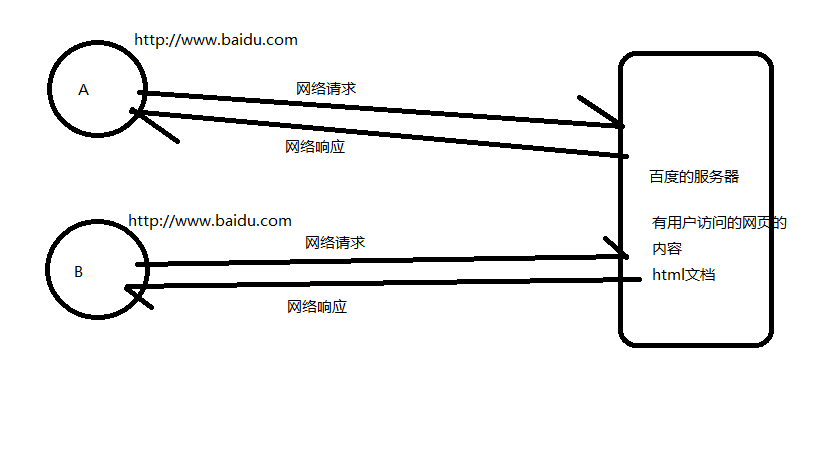 http://www.baidu.com
A
网络请求
网络响应
百度的服务器
http://www.baidu.com
有用户访问的网页的
内容
html文档
B
网络请求
网络响应